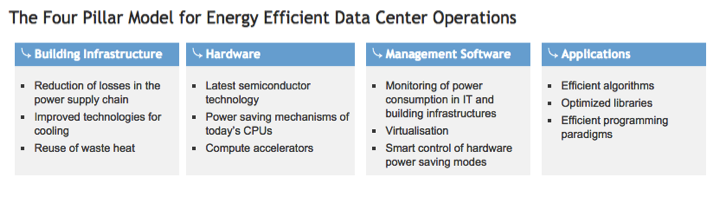 The Four Pillar Model for Energy Efficient Data Center Operations
Building Infrastructure
▪ Reduction of losses in the
power supply chain
▪ Improved technologies for
cooling
▪ Reuse of waste heat
Hardware
▪ Latest semiconductor
technology
▪ Power saving mechanisms of
today's CPUs
▪ Compute accelerators
Management Software
▪ Monitoring of power
consumption in IT and
building infrastructures
▪ Virtualisation
▪ Smart control of hardware
power saving modes
Applications
▪ Efficient algorithms
▪ Optimized libraries
▪ Efficient programming
paradigms